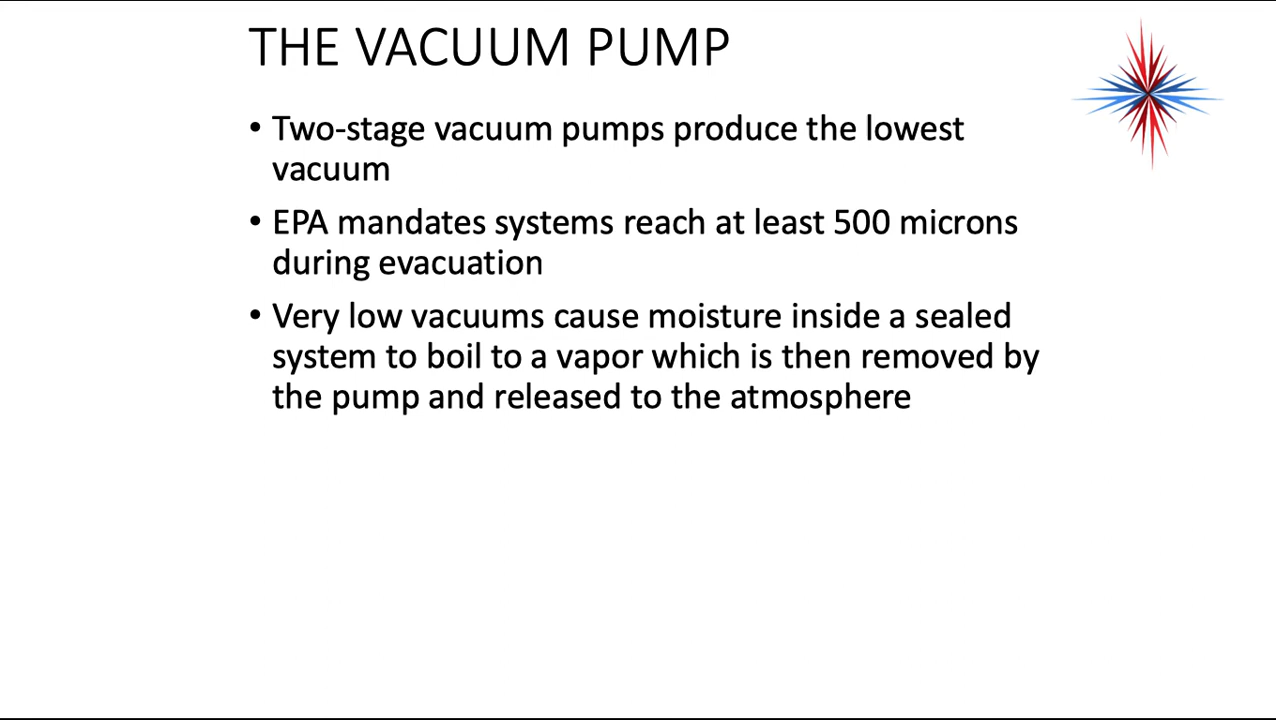 THE VACUUM PUMP
• Two-stage vacuum pumps produce the lowest
vacuum
• EPA mandates systems reach at least 500 microns
during evacuation
• Very low vacuums cause moisture inside a sealed
system to boil to a vapor which is then removed by
the pump and released to the atmosphere